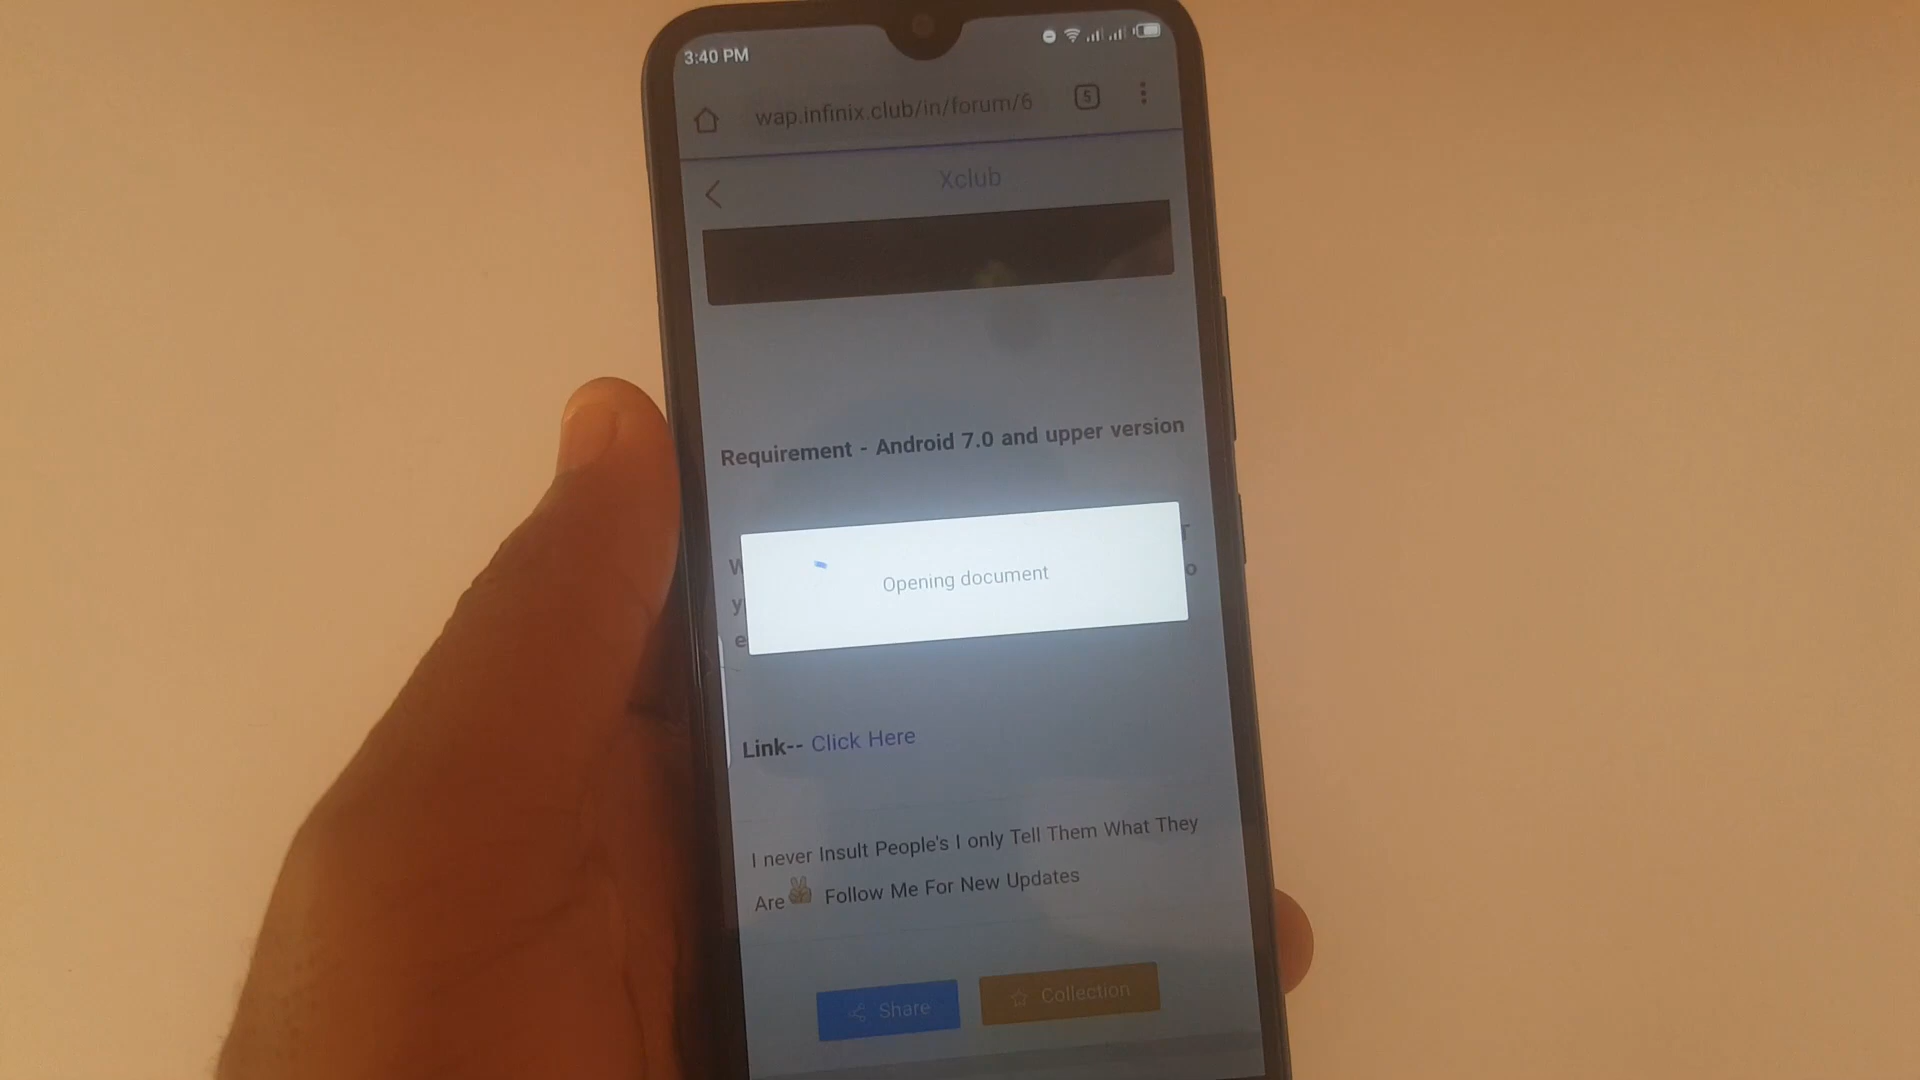 3:40 PM
wap.infinix.club/in/forum/6
5
Xclub
Requirement - Android 7.0 and upper version
Opening document
Link-- Click Here
I never Insult People's I only Tell Them What They
Are✌ Follow Me For New Updates
Share
Collection